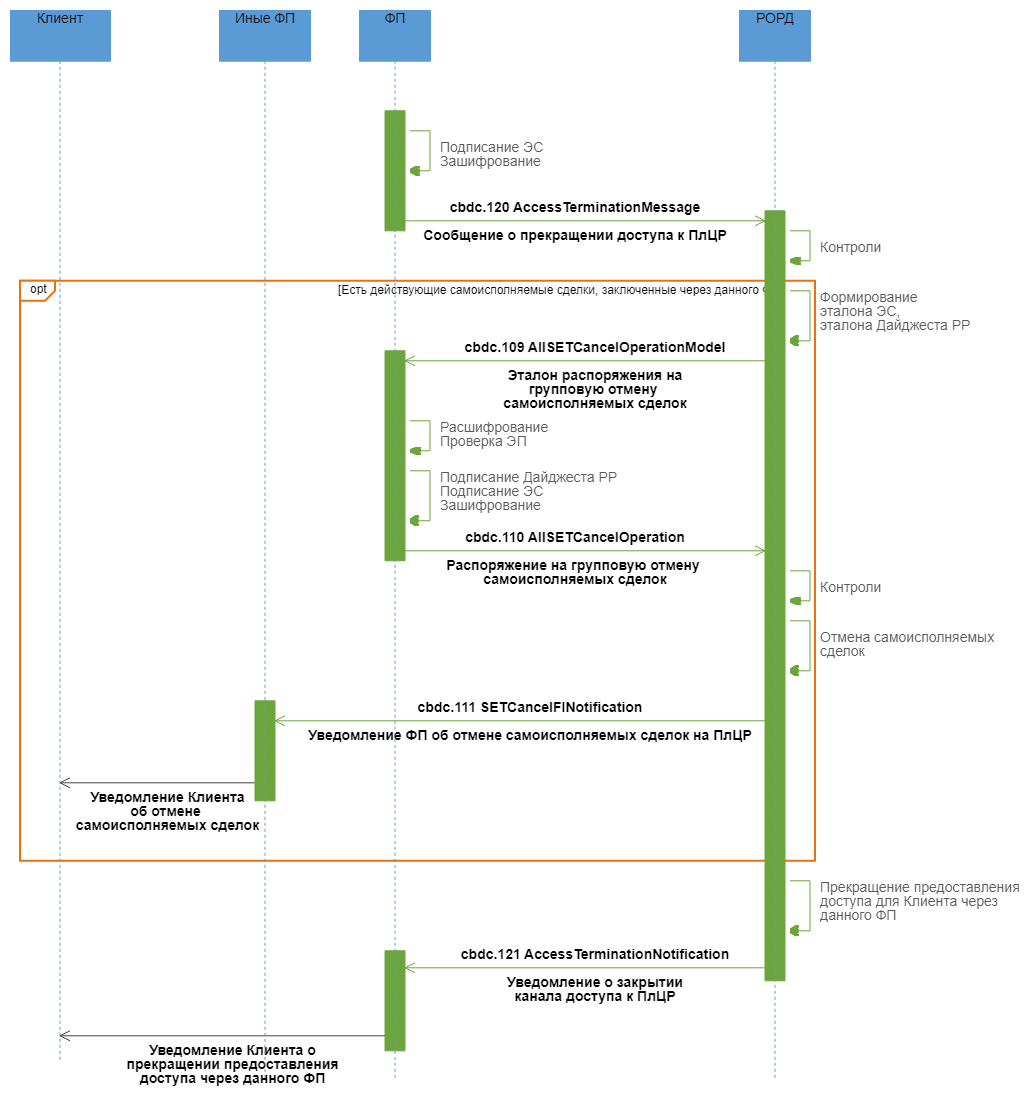 Клиент
Иные ФП
ФП
РОРД
Подписание ЭС
Зашифрование
cbdc.120 AccessTerminationMessage
Сообщение о прекращении доступа к ПлЦР
Контроли
opt
[Есть действующие самоисполняемые сделки, заключенные через данного
Формирование
эталона ЭС,
эталона Дайджеста РР
cbdc.109 AllSETCancelOperationModel
Эталон распоряжения на
групповую отмену
самоисполняемых сделок
Расшифрование
Проверка ЭП
Подписание Дайджеста РР
Подписание ЭС
Зашифрование
cbdc.110 AllSETCancelOperation
Распоряжение на групповую отмену
самоисполняемых сделок
Контроли
Отмена самоисполняемых
сделок
cbdc.111 SETCancelFINotification
Уведомление ФП об отмене самоисполняемых сделок на ПлЦР
Уведомление Клиента
об отмене
самоисполняемых сделок
Прекращение предоставления
доступа для Клиента через
данного ФП
cbdc.121 AccessTerminationNotification
Уведомление о закрытии
канала доступа к ПлЦР
Уведомление Клиента о
прекращении предоставления
доступа через данного ФП